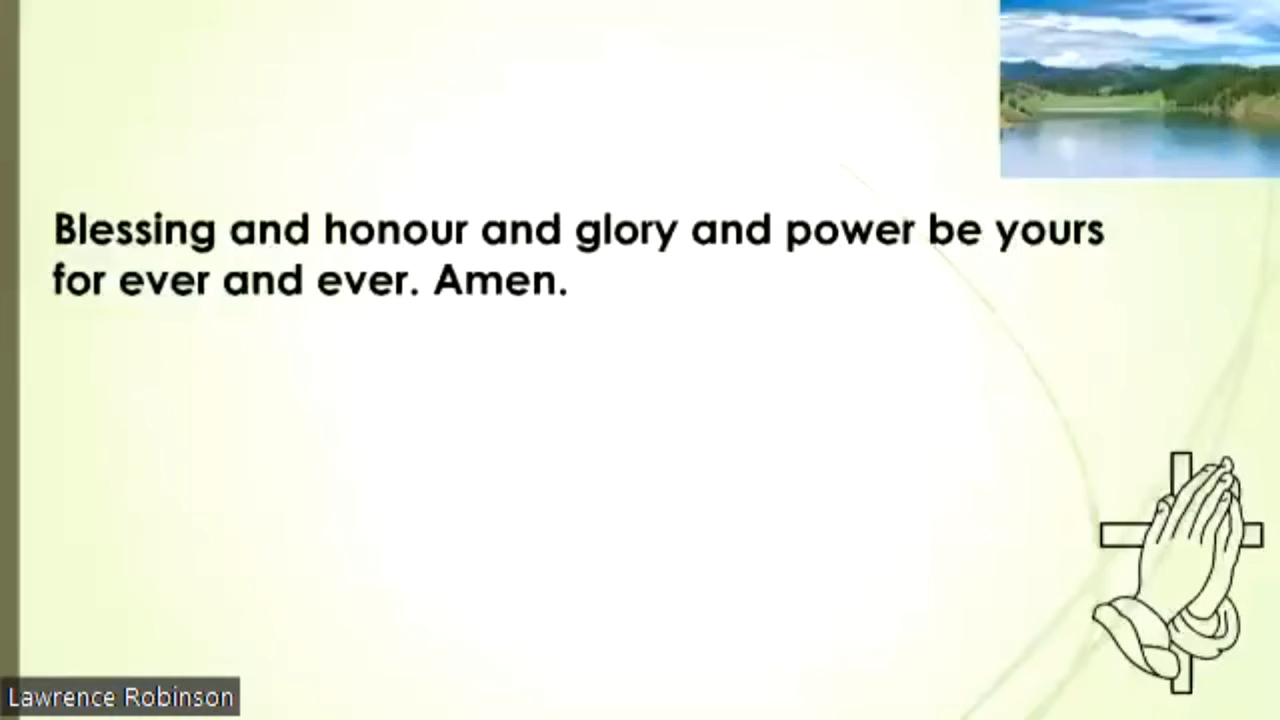 Blessing and honour and glory and power be yours
for ever and ever. Amen.
Lawrence Robinson